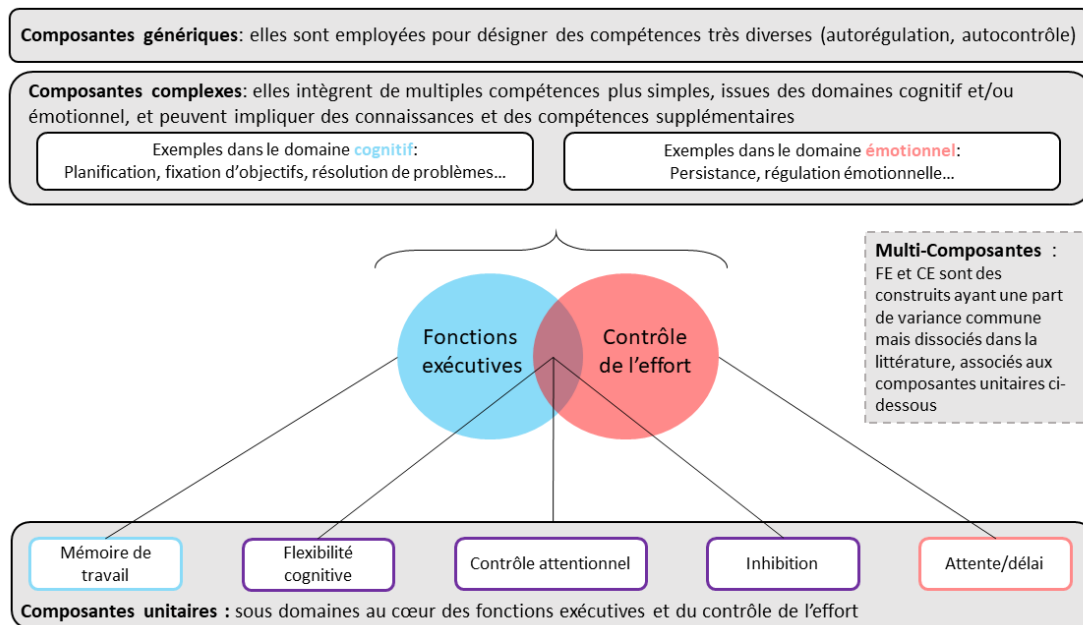 Composantes génériques: elles sont employées pour désigner des compétences très diverses (autorégulation, autocontrôle)
Composantes complexes: elles intègrent de multiples compétences plus simples, issues des domaines cognitif et/ou
émotionnel, et peuvent impliquer des connaissances et des compétences supplémentaires
Exemples dans le domaine cognitif:
Planification, fixation d'objectifs, résolution de problèmes…
Exemples dans le domaine émotionnel:
Persistance, régulation émotionnelle…
Multi-Composantes :
FE et CE sont des
construits ayant une part
de variance commune
mais dissociés dans la
littérature, associés aux
composantes unitaires ci-
dessous
Fonctions
exécutives
Contrôle
de l'effort
Mémoire de
travail
Flexibilité
cognitive
Contrôle attentionnel
Inhibition
Attente/délai
Composantes unitaires : sous domaines au cœur des fonctions exécutives et du contrôle de l'effort